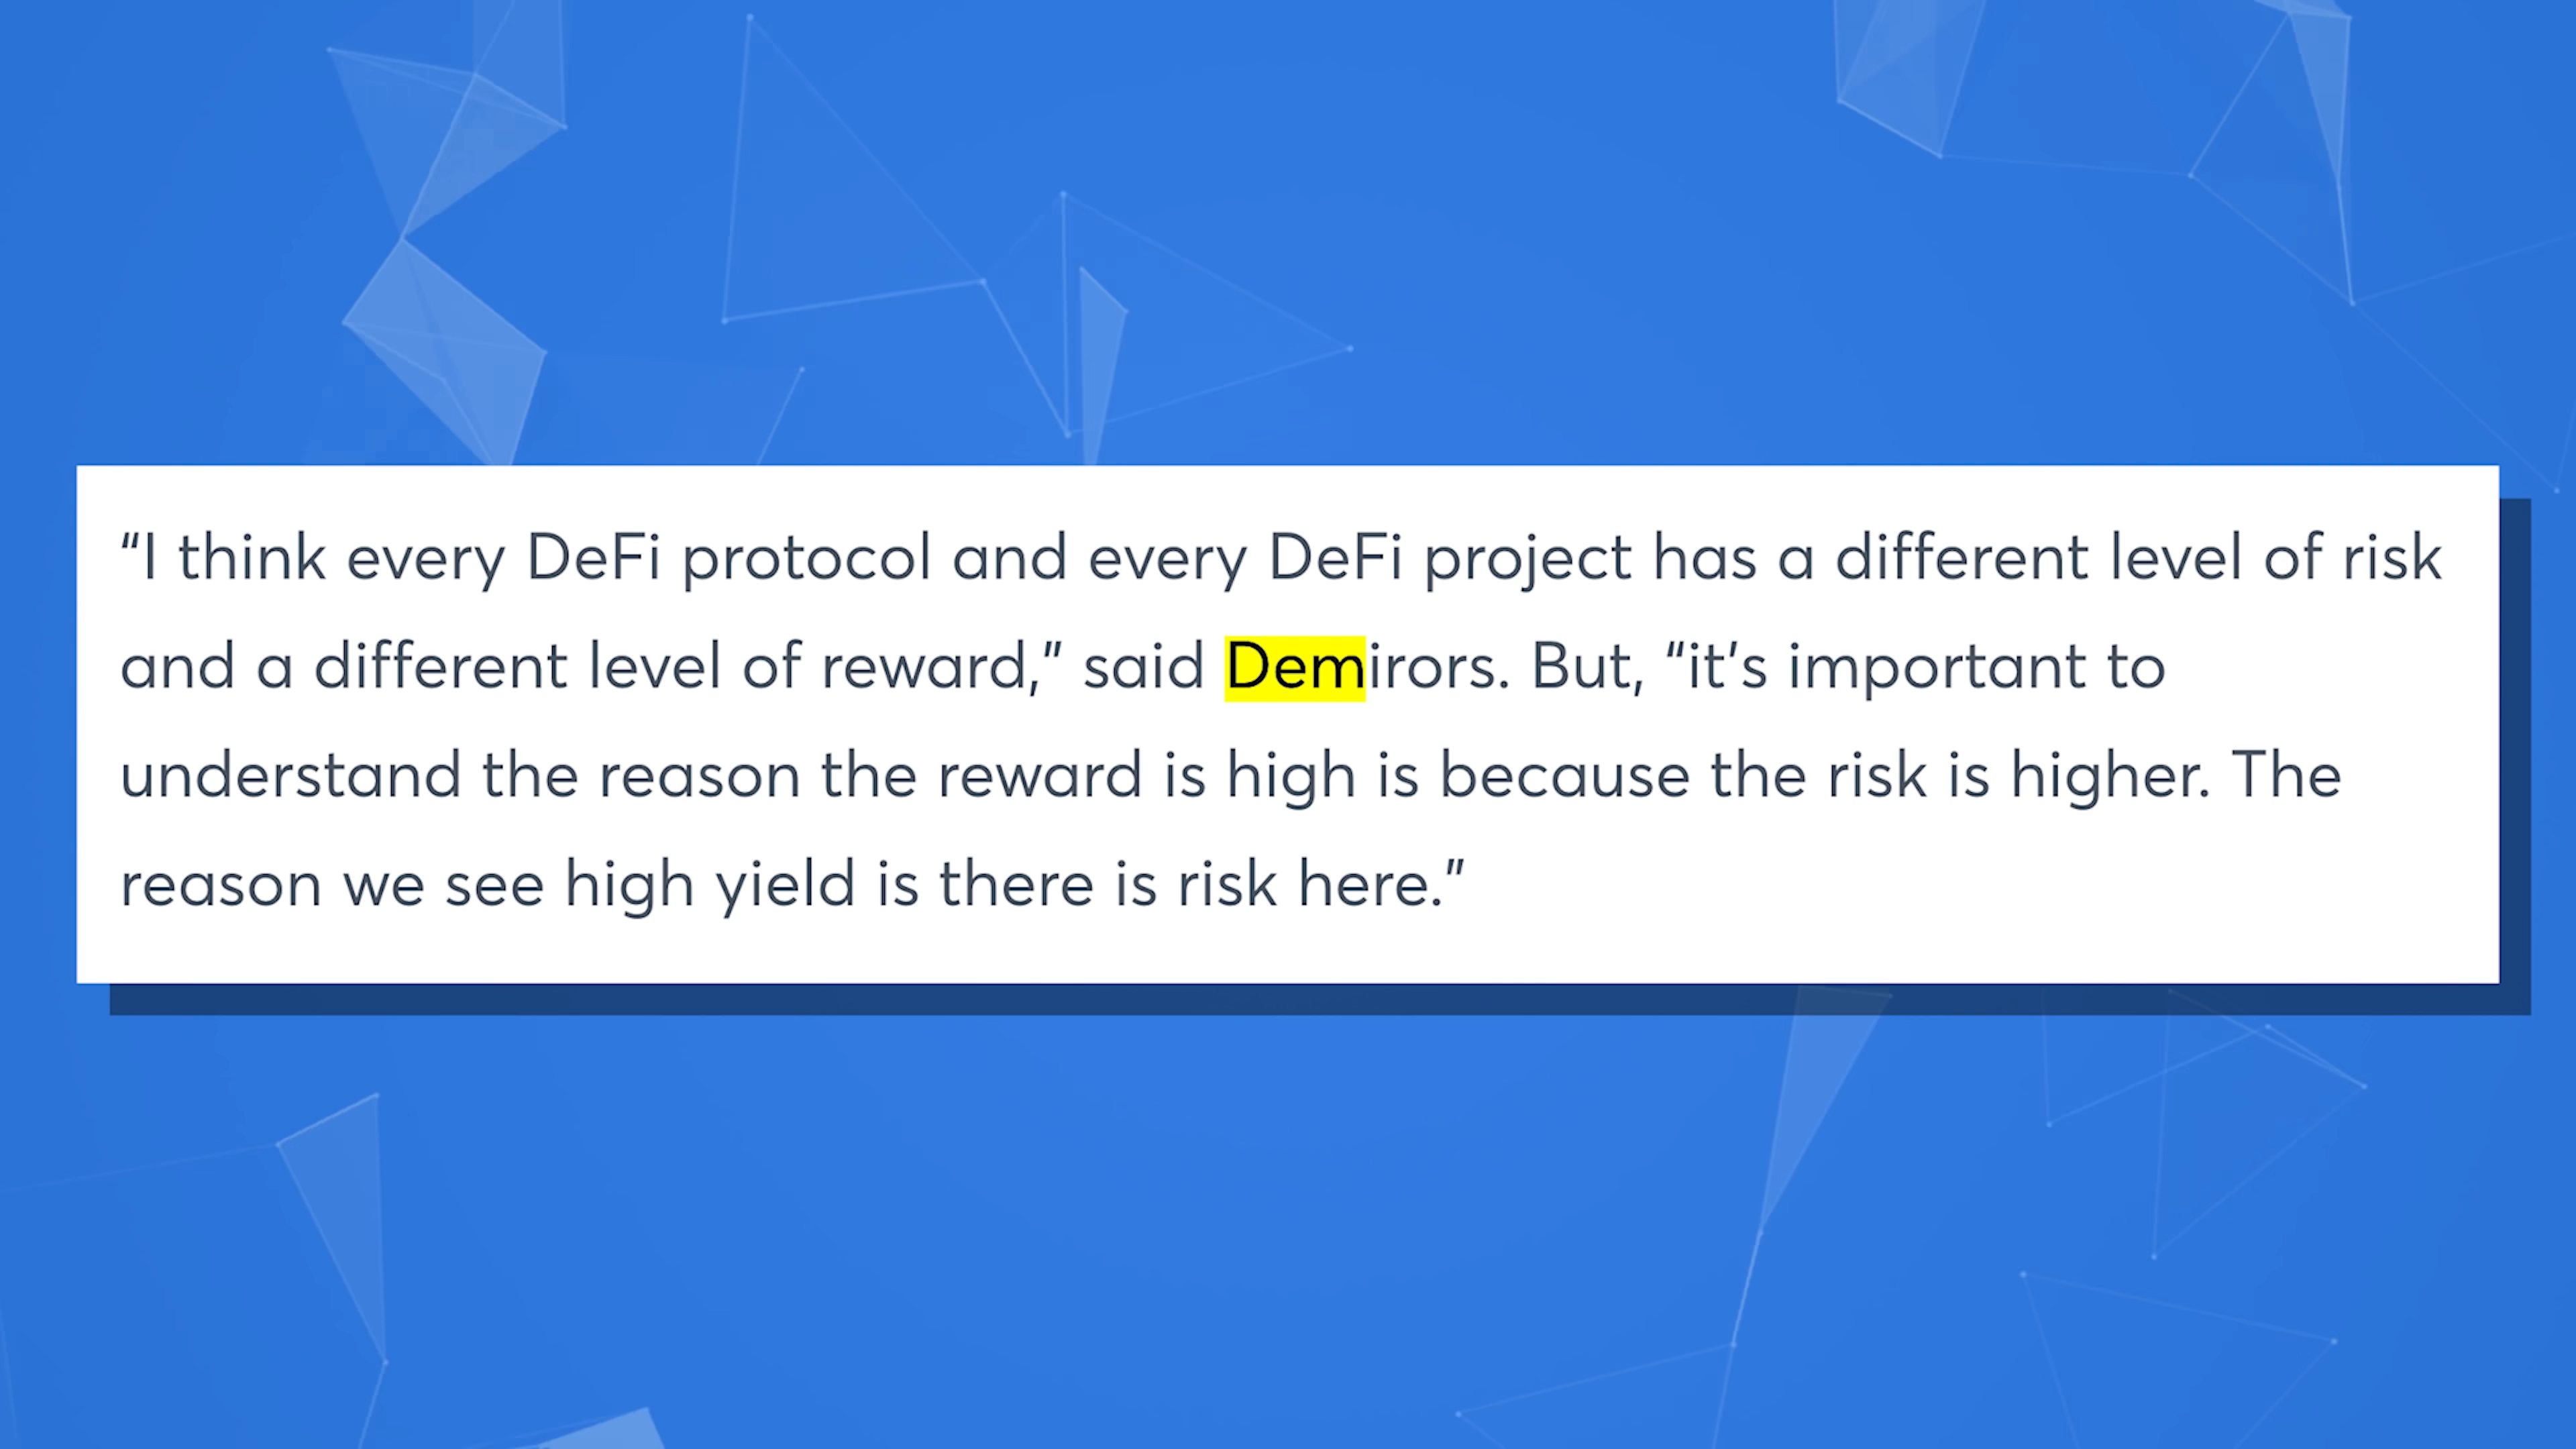 “I think every DeFi protocol and every DeFi project has a different level of risk
and a different level of reward,” said Demirors. But, “it’s important to
understand the reason the reward is high is because the risk is higher. The
reason we see high yield is there is risk here.”